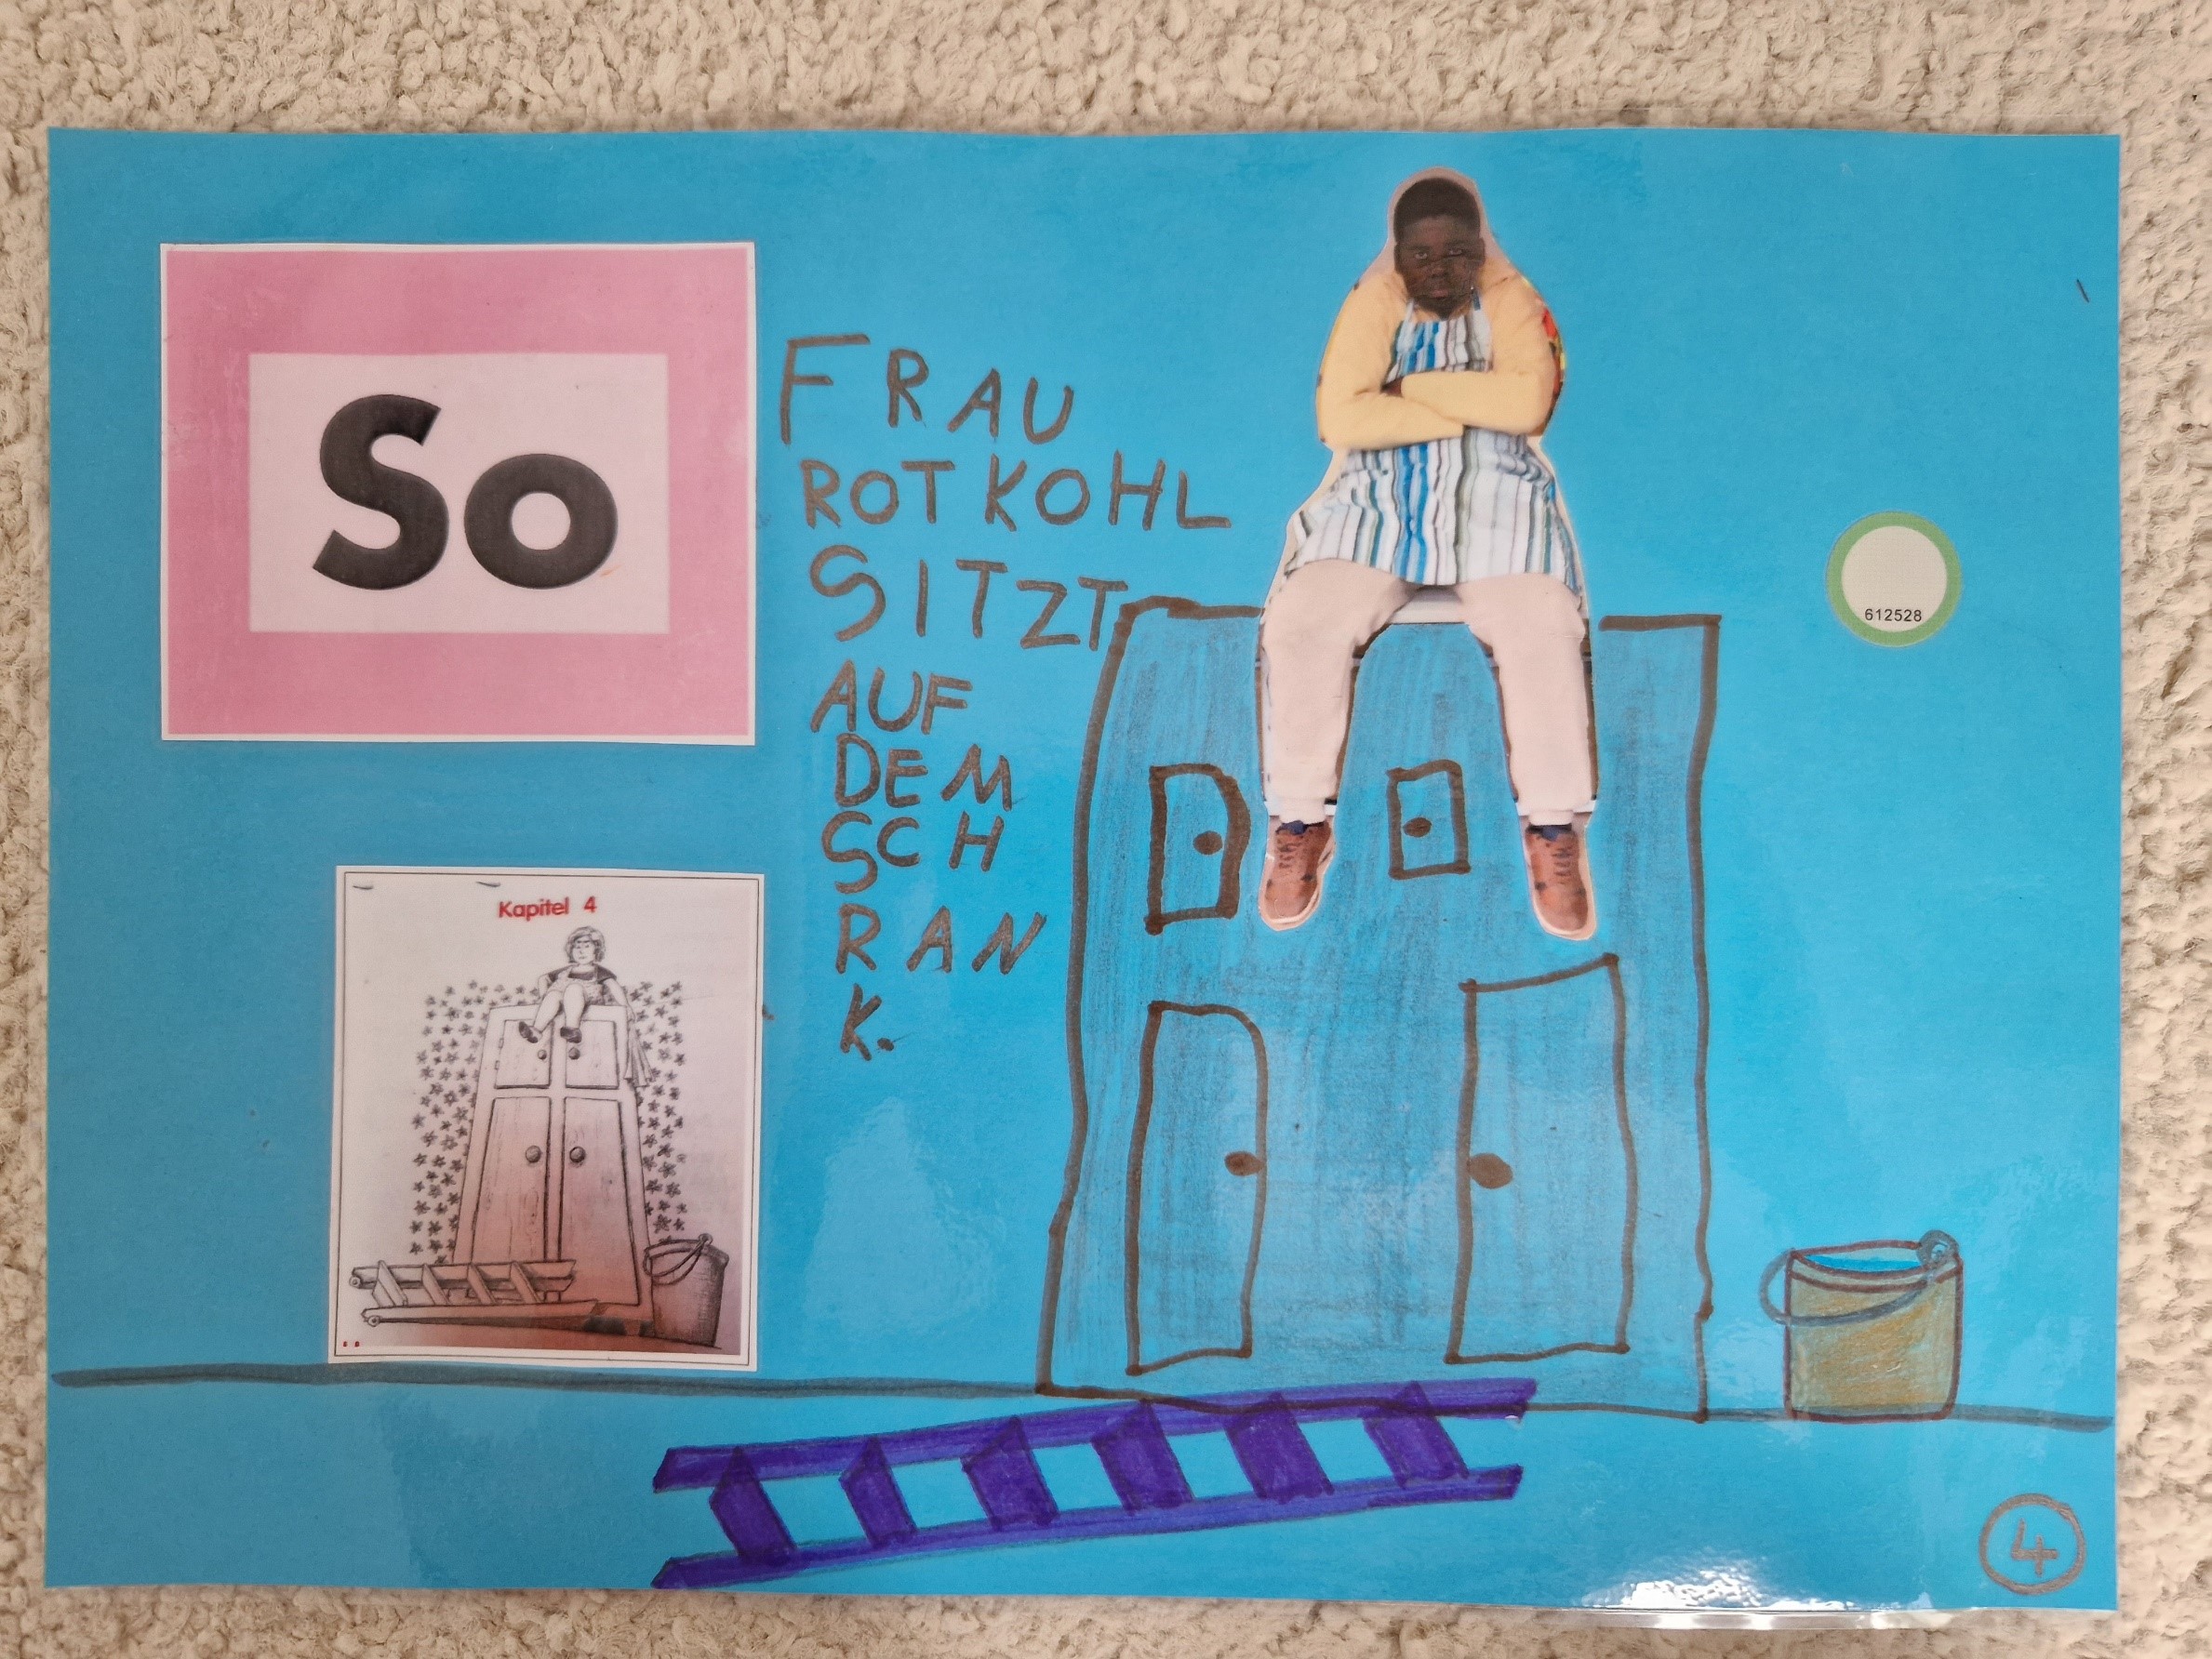 So
FRAU
ROTKOHL
SITZT
AUF
DEM
SCH
RAN
K.
612528
Kapitel 4
4